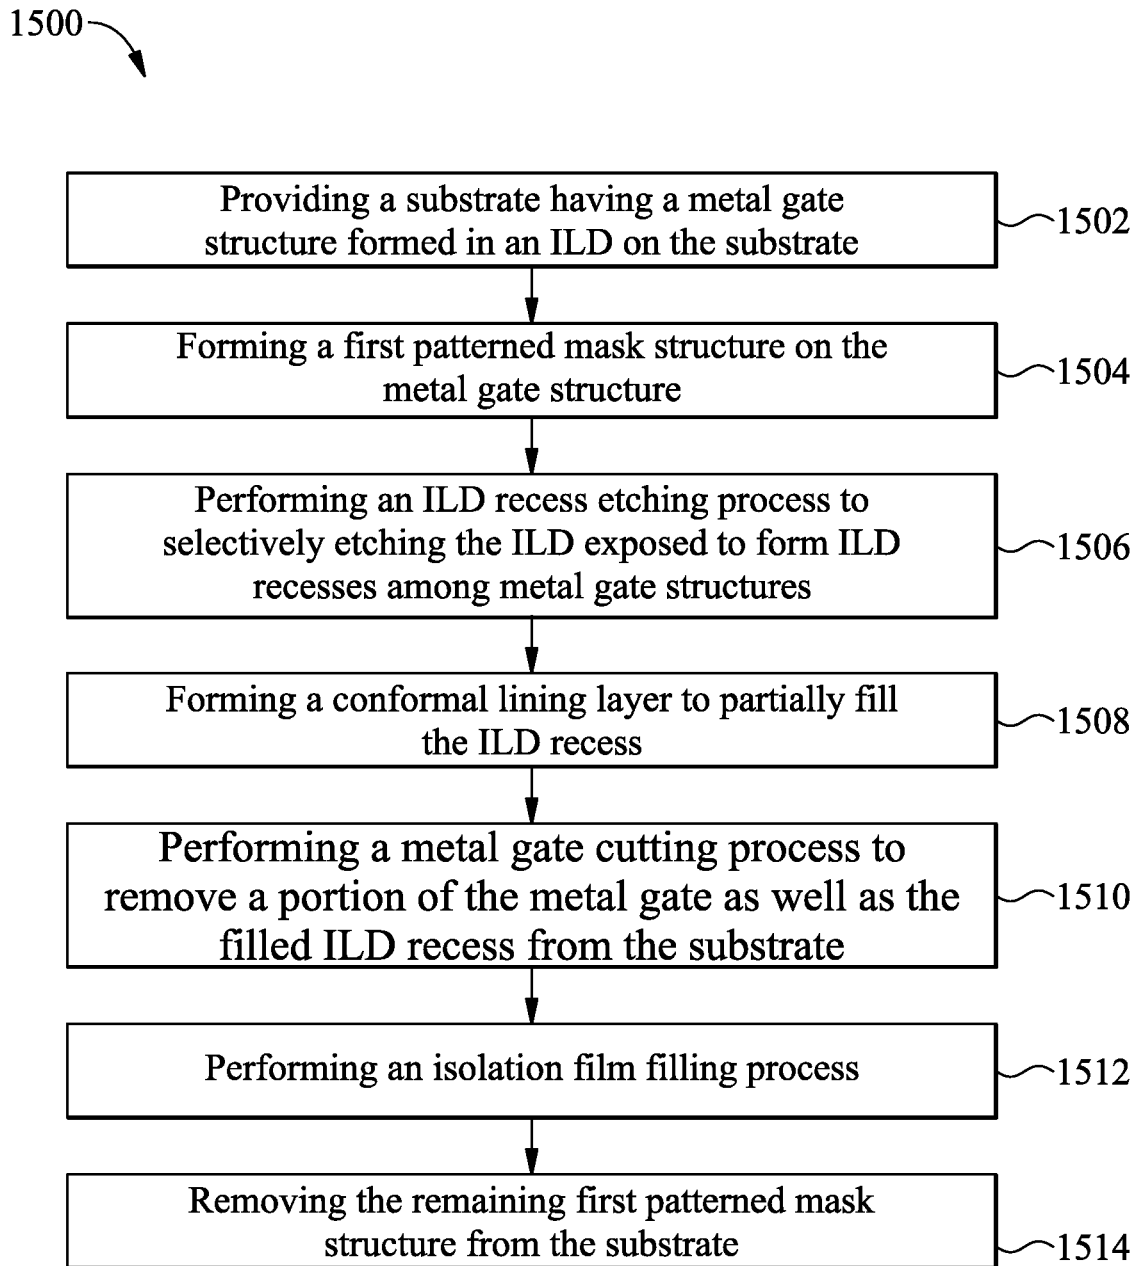 1500
Providing a substrate having a metal gate
structure formed in an ILD on the substrate
1502
Forming a first patterned mask structure on the
metal gate structure
1504
Performing an ILD recess etching process to
selectively etching the ILD exposed to form ILD
recesses among metal gate structures
1506
Forming a conformal lining layer to partially fill
the ILD recess
1508
Performing a metal gate cutting process to
remove a portion of the metal gate as well as the
filled ILD recess from the substrate
1510
Performing an isolation film filling process
1512
Removing the remaining first patterned mask
structure from the substrate
1514